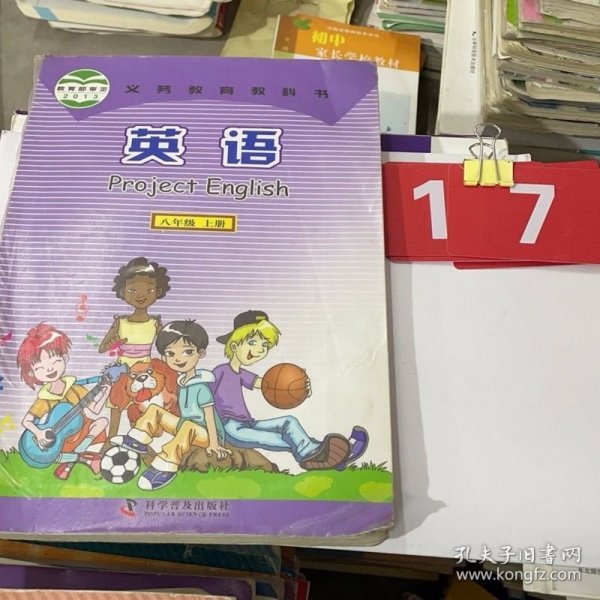 初中
家长学校教材
教育部审定
2013
义务教育教科书
英语
Project English
八年级 上册
1 7
科学普及出版社
POPULAR SCIENCE PRESS
孔夫子旧书网
www.kongfz.com